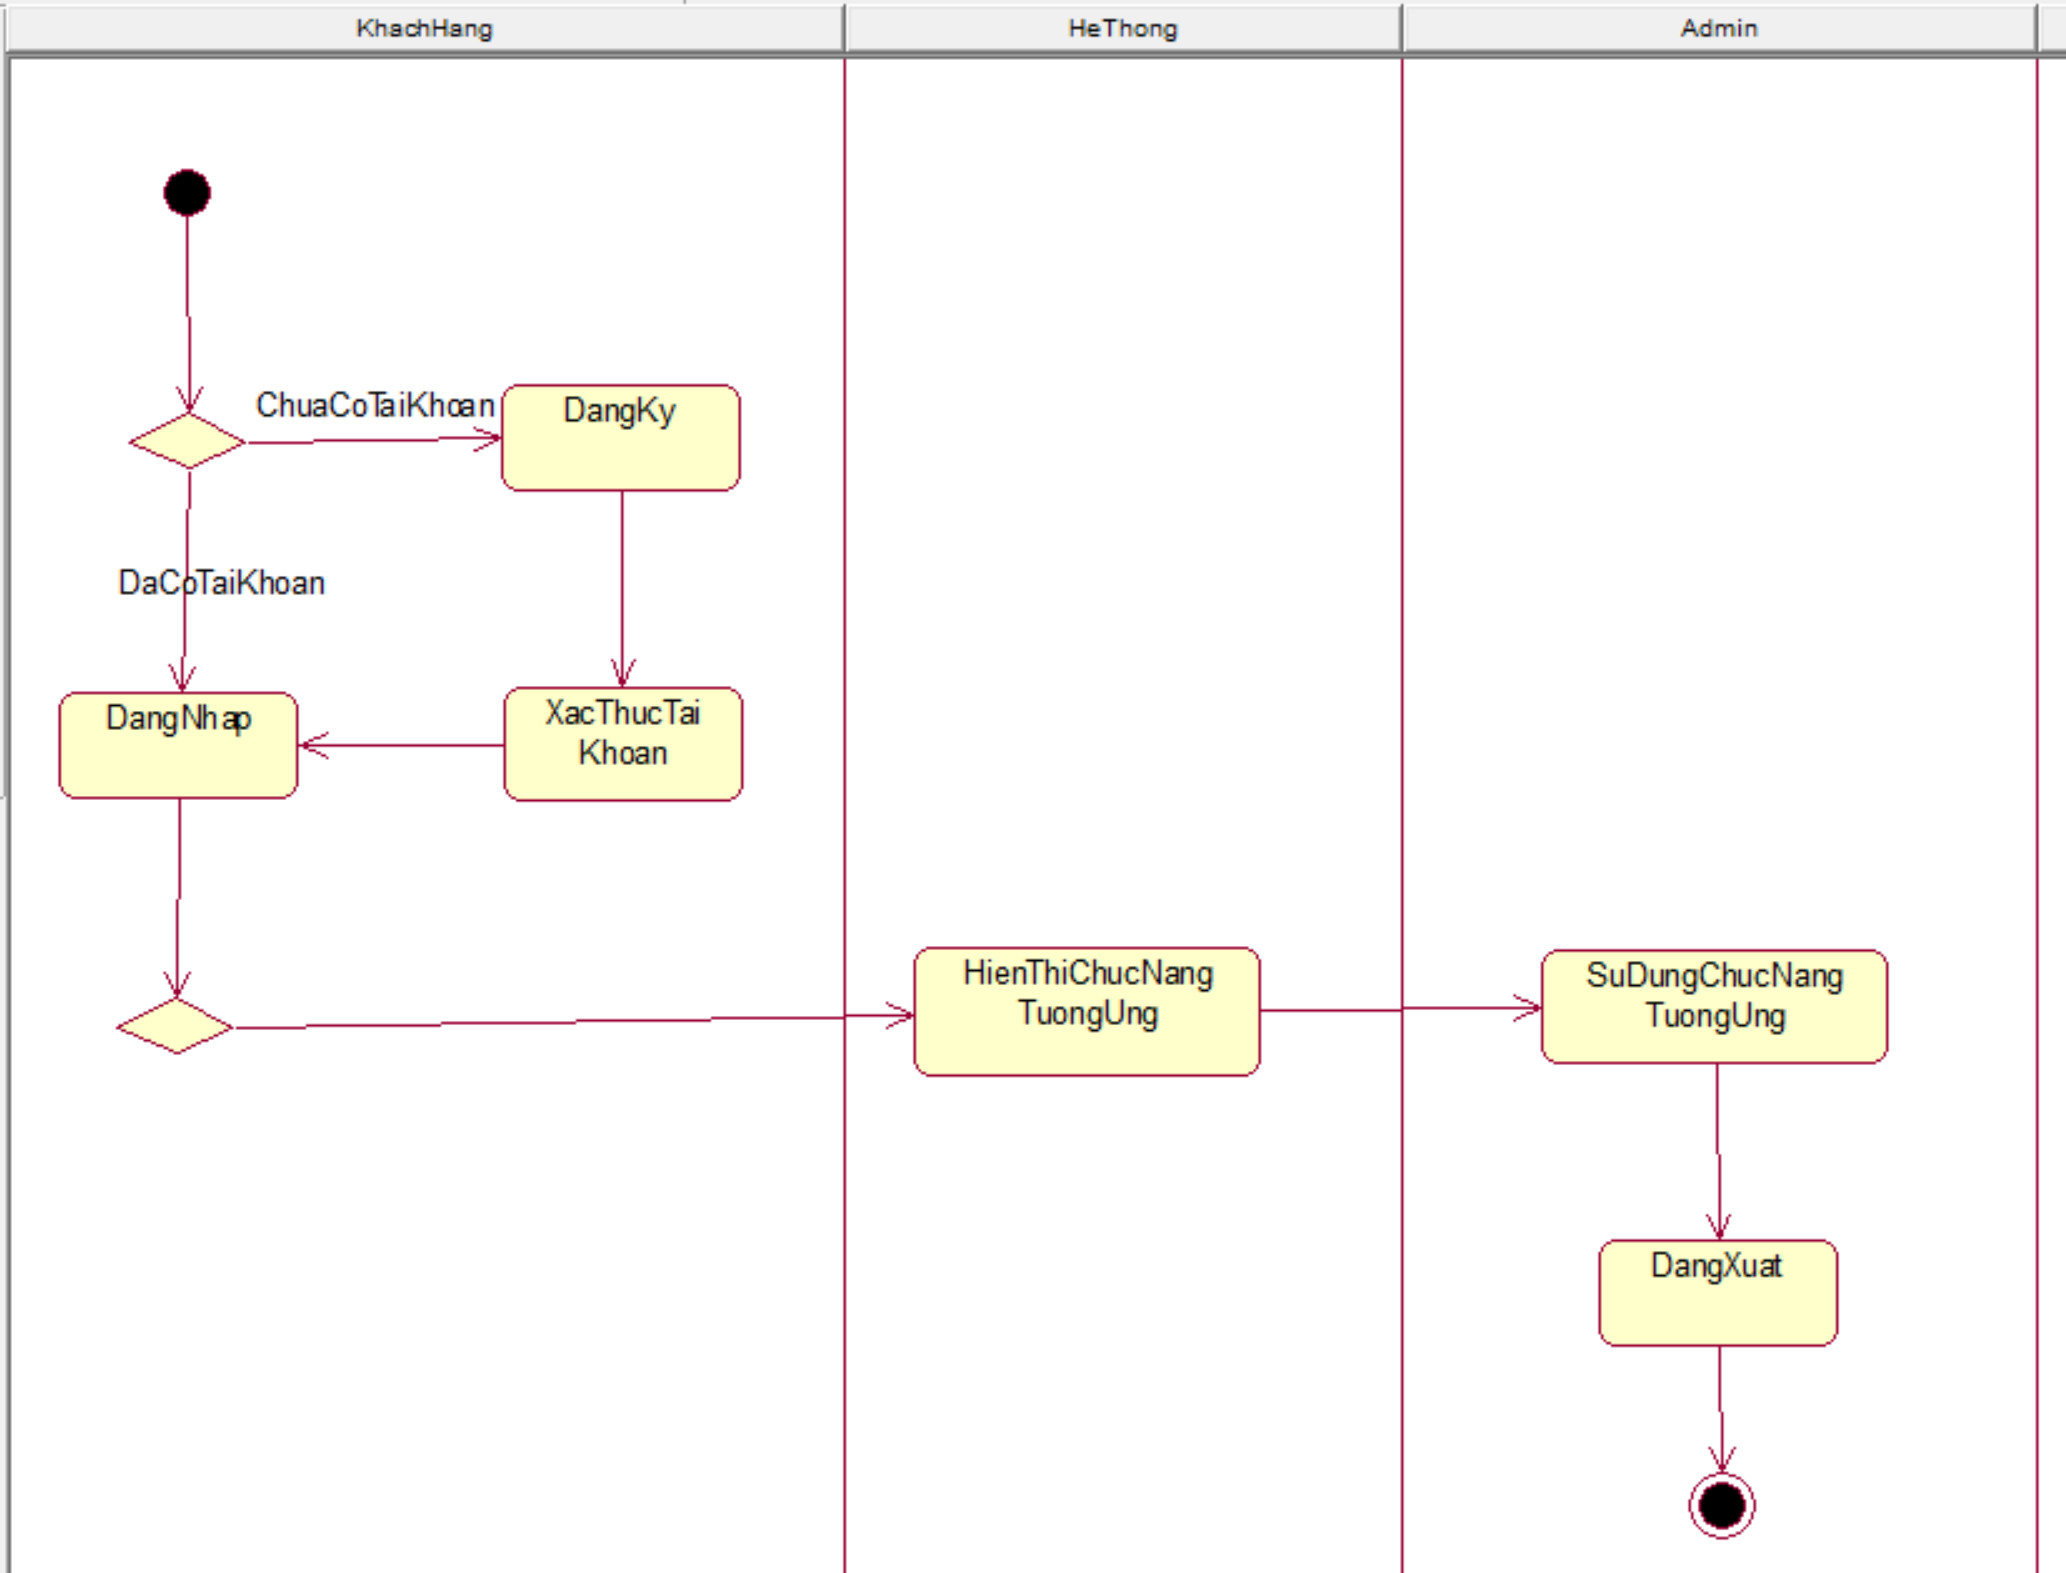 KhachHang
HeThong
Admin
ChuaCoTaiKhoan
DangKy
DaCoTaiKhoan
DangNhap
XacThucTai
Khoan
HienThiChucNang
TuongUng
SuDungChucNang
TuongUng
DangXuat